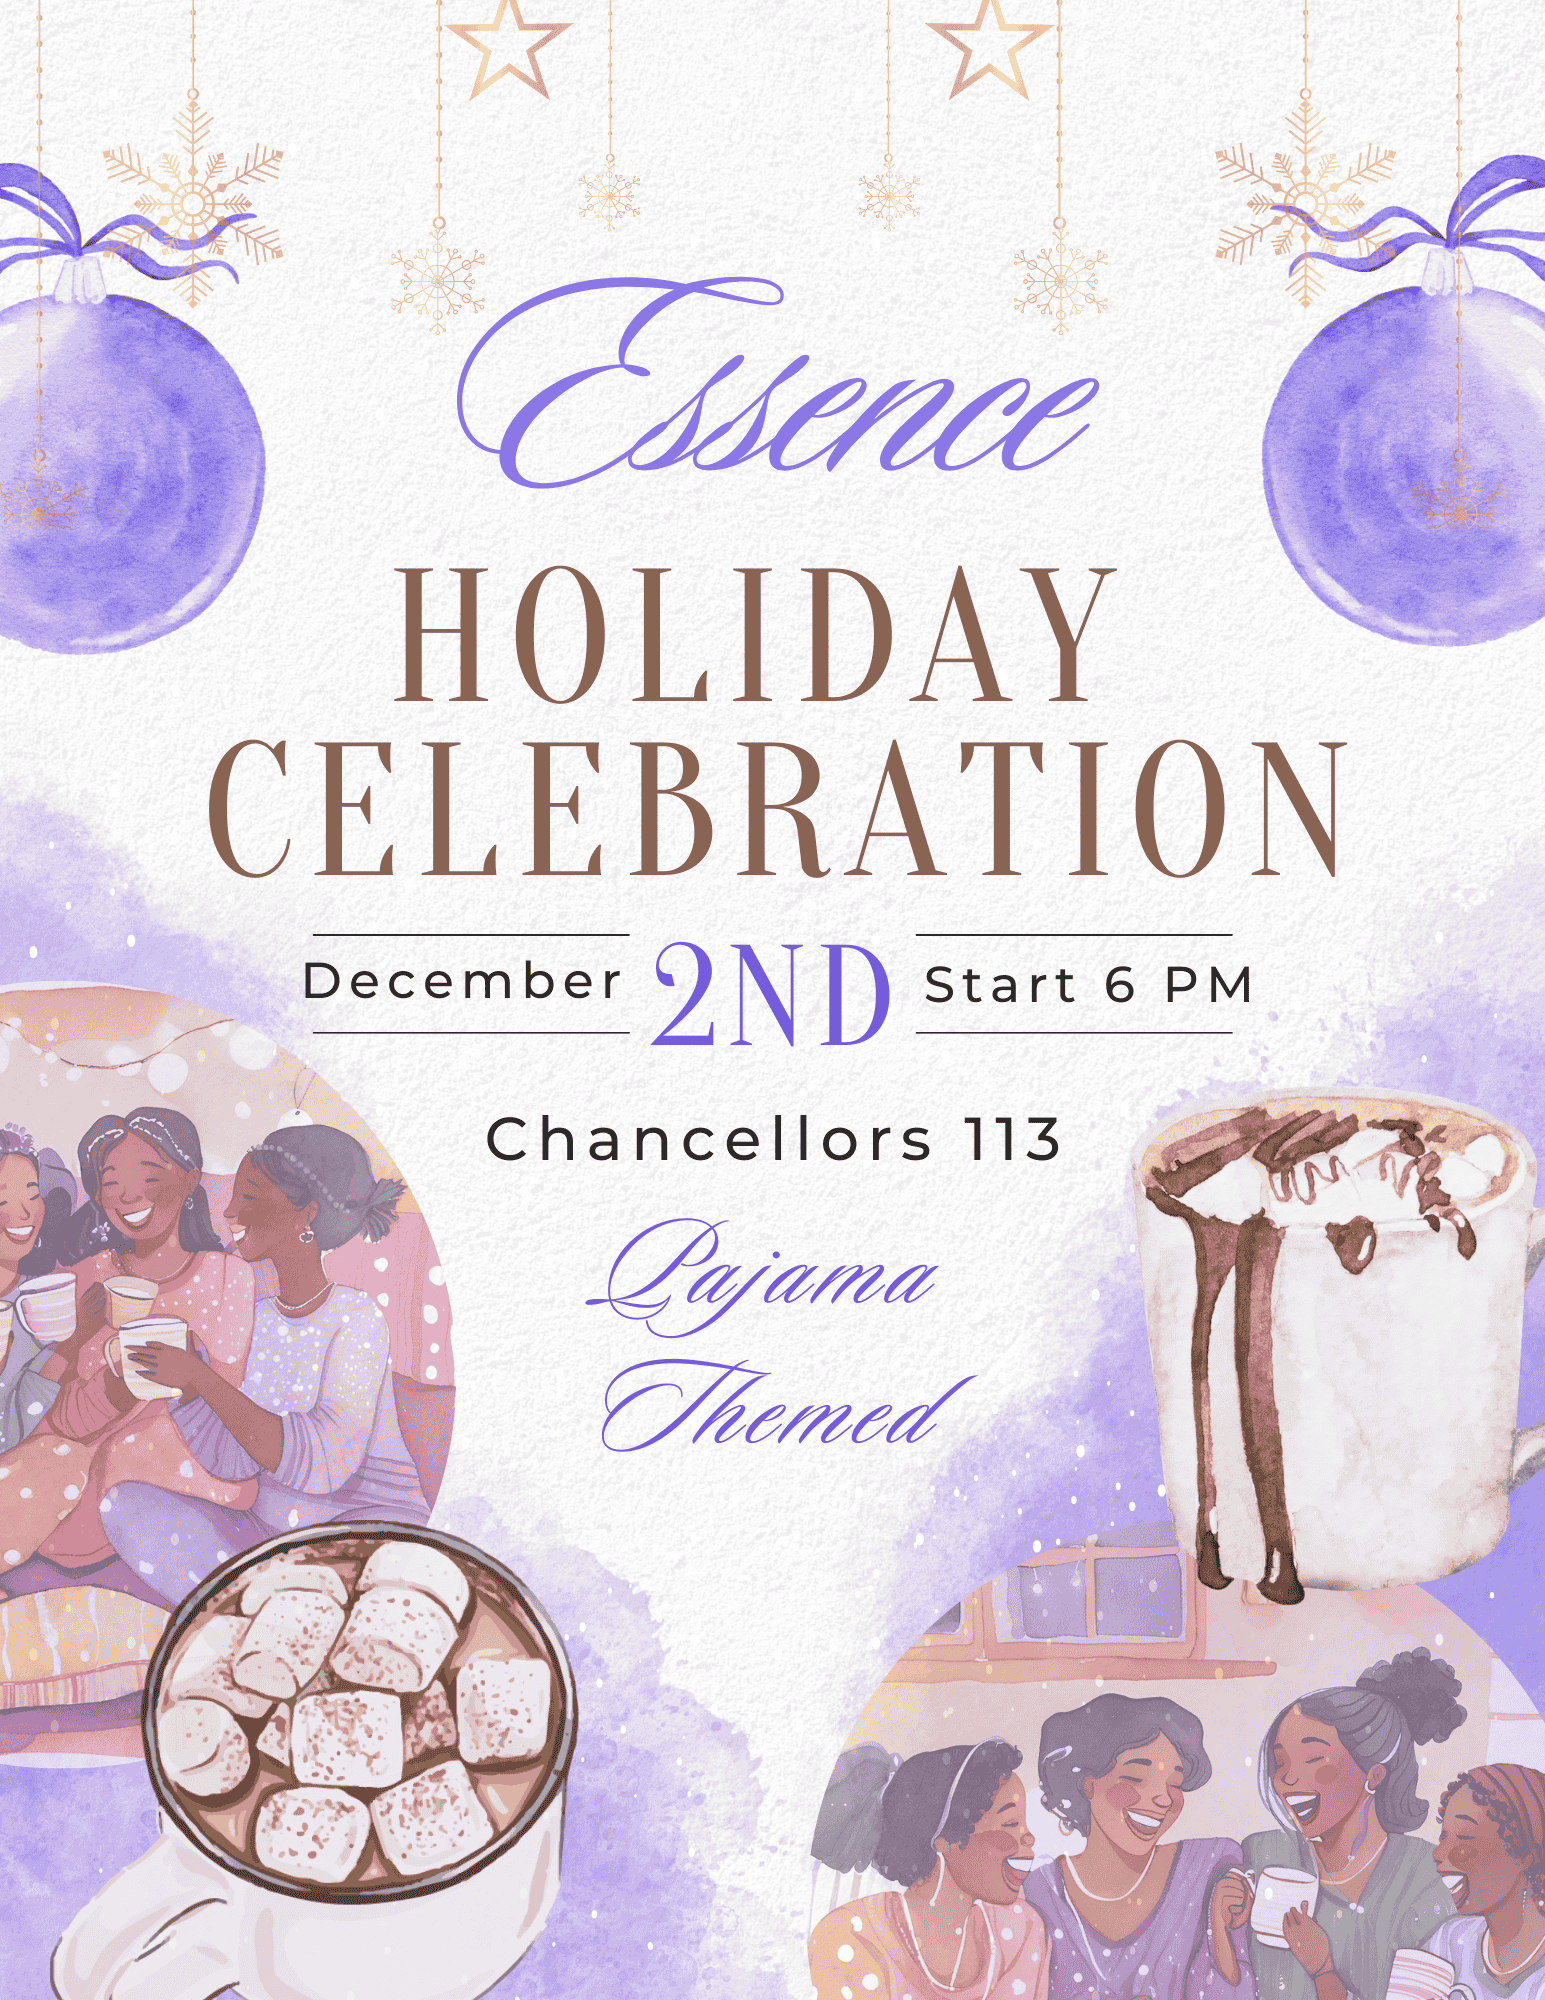 Essence
HOLIDAY
CELEBRATION
December 2ND Start 6 PM
Chancellors 113
Pajama
Themed